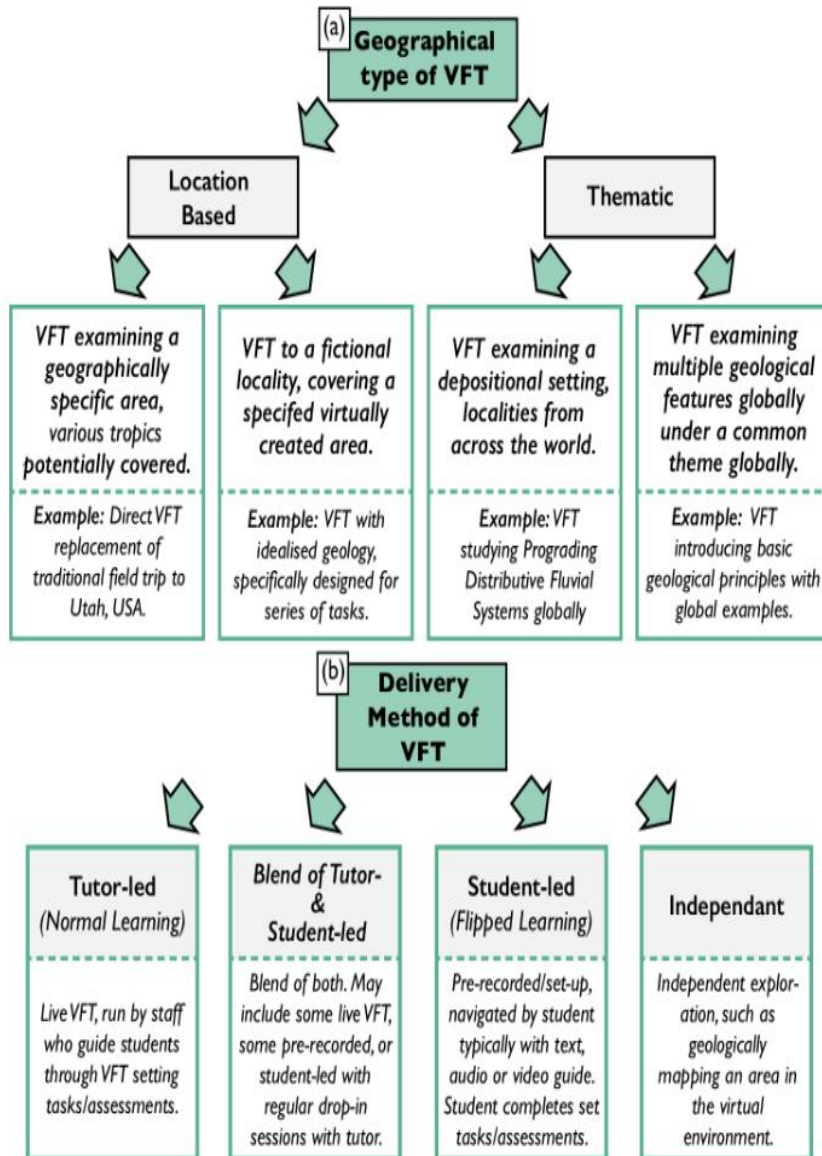 (a)
Geographical
type of VFT
Location
Based
Thematic
VFT examining a
geographically
specific area,
various tropics
potentially covered.
Example: Direct VFT
replacement of
traditional field trip to
Utah, USA.
VFT to a fictional
locality, covering a
specifed virtually
created area.
Example: VFT with
idealised geology,
specifically designed for
series of tasks.
VFT examining a
depositional setting,
localities from
across the world.
Example: VFT
studying Prograding
Distributive Fluvial
Systems globally
VFT examining
multiple geological
features globally
under a common
theme globally.
Example: VFT
introducing basic
geological principles with
global examples.
(b)
Delivery
Method of
VFT
Tutor-led
(Normal Learning)
Live VFT, run by staff
who guide students
through VFT setting
tasks/assessments.
Blend of Tutor-
&
Student-led
Blend of both. May
include some live VFT,
some pre-recorded, or
student-led with
regular drop-in
sessions with tutor.
Student-led
(Flipped Learning)
Pre-recorded/set-up,
navigated by student
typically with text,
audio or video guide.
Student completes set
tasks/assessments.
Independant
Independent explor-
ation, such as
geologically
mapping an area in
the virtual
environment.